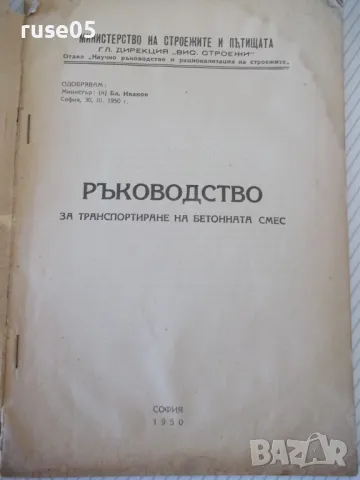 ruse05
МИНИСТЕРСТВО НА СТРОЕЖИТЕ И ПЪТИЩАТА
ГЛ. ДИРЕКЦИЯ „ВИС. СТРОЕЖИ"
Отдел „Научно ръководство и рационализация на строежите„
ОДОБРЯВАМ:
Министър: (п) Бл. Иванов
София, 30. III. 1950 г.
РЪКОВОДСТВО
ЗА ТРАНСПОРТИРАНЕ НА БЕТОННАТА СМЕС
СОФИЯ
1950
BAZAR